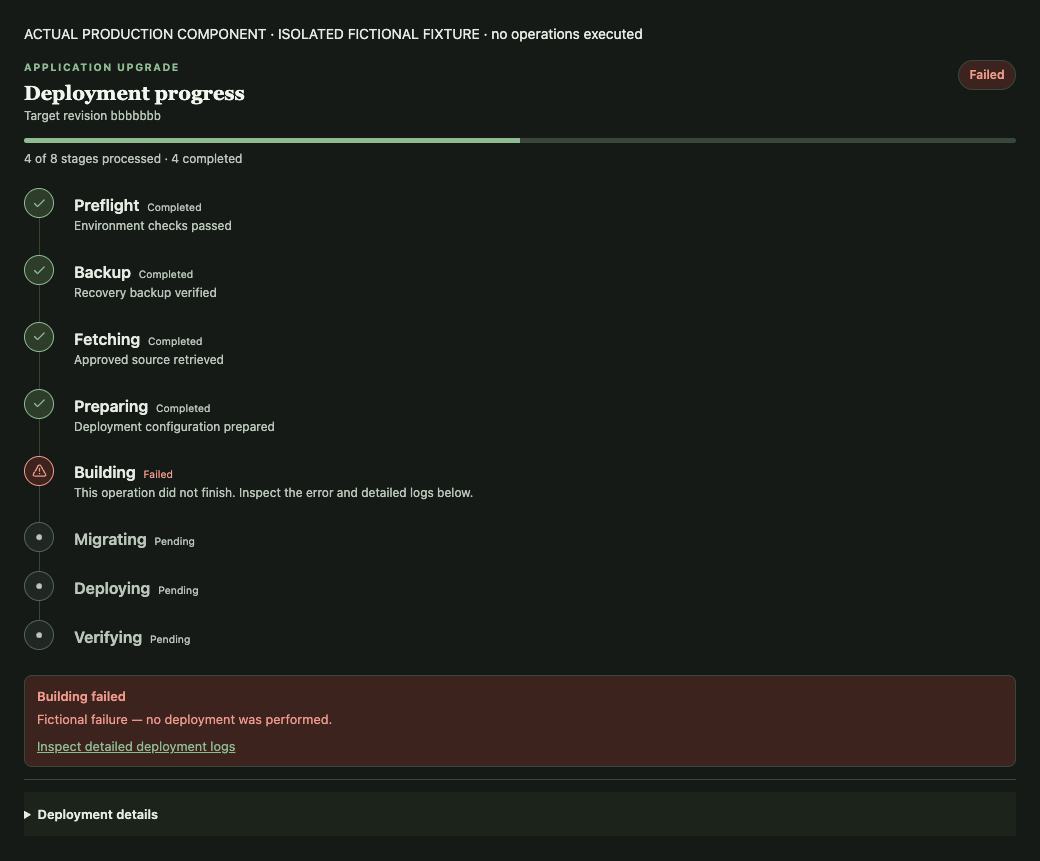 ACTUAL PRODUCTION COMPONENT · ISOLATED FICTIONAL FIXTURE · no operations executed
APPLICATION UPGRADE
Failed
Deployment progress
Target revision bbbbbbb
4 of 8 stages processed · 4 completed
Preflight Completed
Environment checks passed
Backup Completed
Recovery backup verified
Fetching Completed
Approved source retrieved
Preparing Completed
Deployment configuration prepared
Building Failed
This operation did not finish. Inspect the error and detailed logs below.
Migrating Pending
Deploying Pending
Verifying Pending
Building failed
Fictional failure — no deployment was performed.
Inspect detailed deployment logs
Deployment details